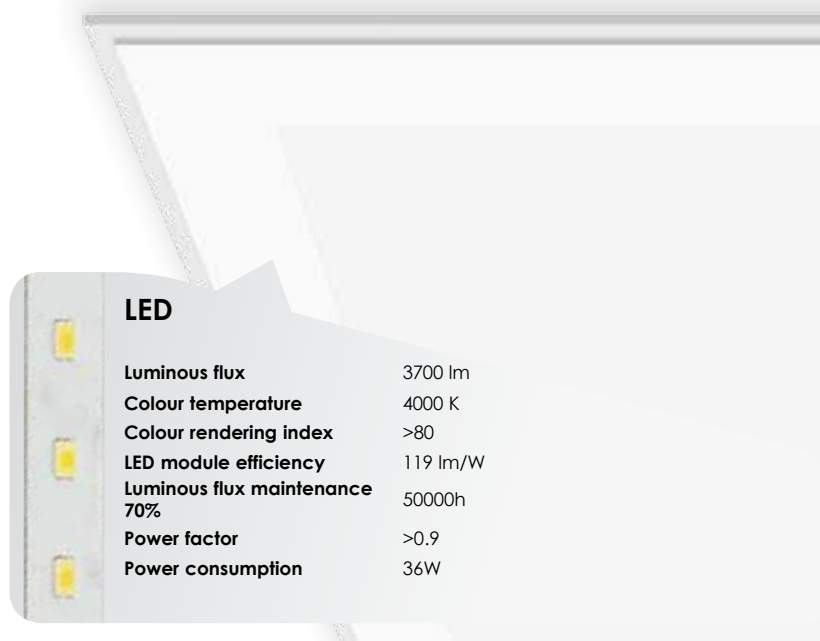 LED
Luminous flux 3700 lm
Colour temperature 4000 K
Colour rendering index >80
LED module efficiency 119 lm/W
Luminous flux maintenance
70% 50000h
Power factor >0.9
Power consumption 36W